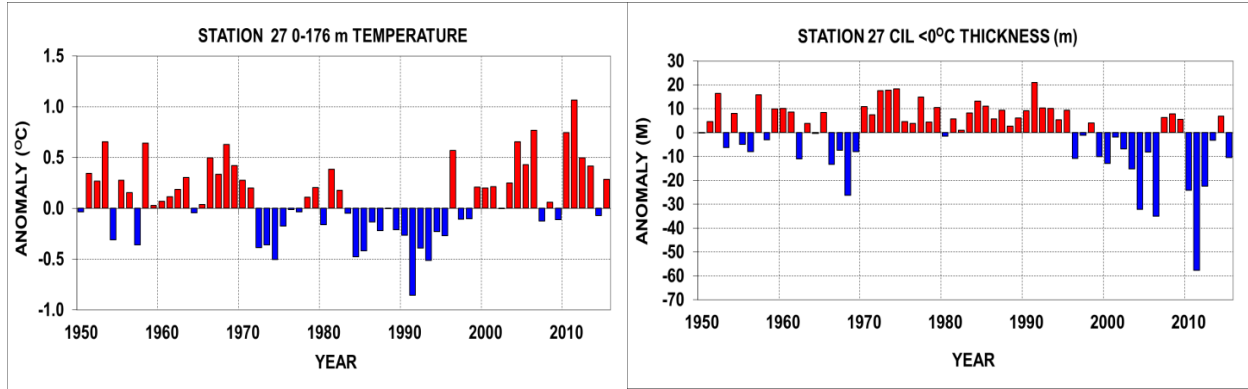 STATION 27 0-176 m TEMPERATURE
1.5
1.0
0.5
0.0
-0.5
-1.0
ANOMALY (ºC)
1950 1960 1970 1980 1990 2000 2010
YEAR
STATION 27 CIL <0ºC THICKNESS (m)
30
20
10
0
-10
-20
-30
-40
-50
-60
-70
ANOMALY (M)
1950 1960 1970 1980 1990 2000 2010
YEAR